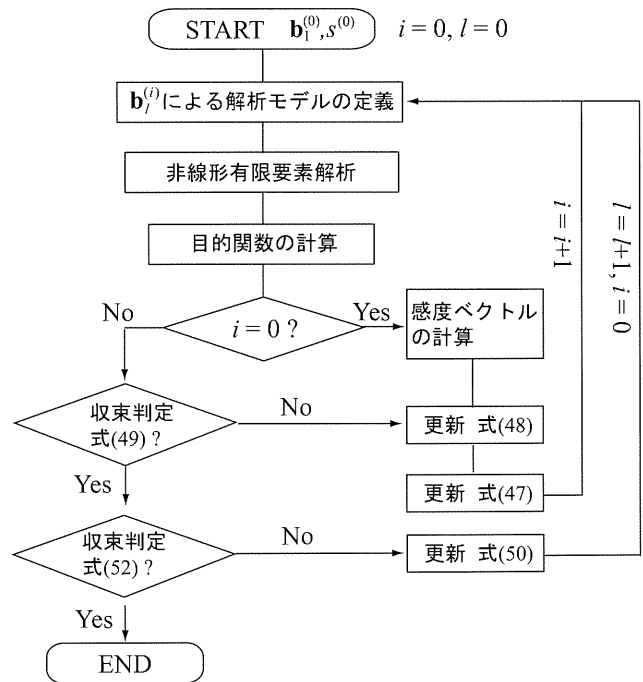 START b₁⁽⁰⁾,s⁽⁰⁾ i = 0, l = 0
b_l⁽ⁱ⁾による解析モデルの定義
非線形有限要素解析
目的関数の計算
i = 0 ?
No
Yes
感度ベクトル
の計算
収束判定
式(49) ?
No
更新 式(48)
Yes
更新 式(47)
i = i+1
収束判定
式(52) ?
No
更新 式(50)
l = l+1, i = 0
Yes
END